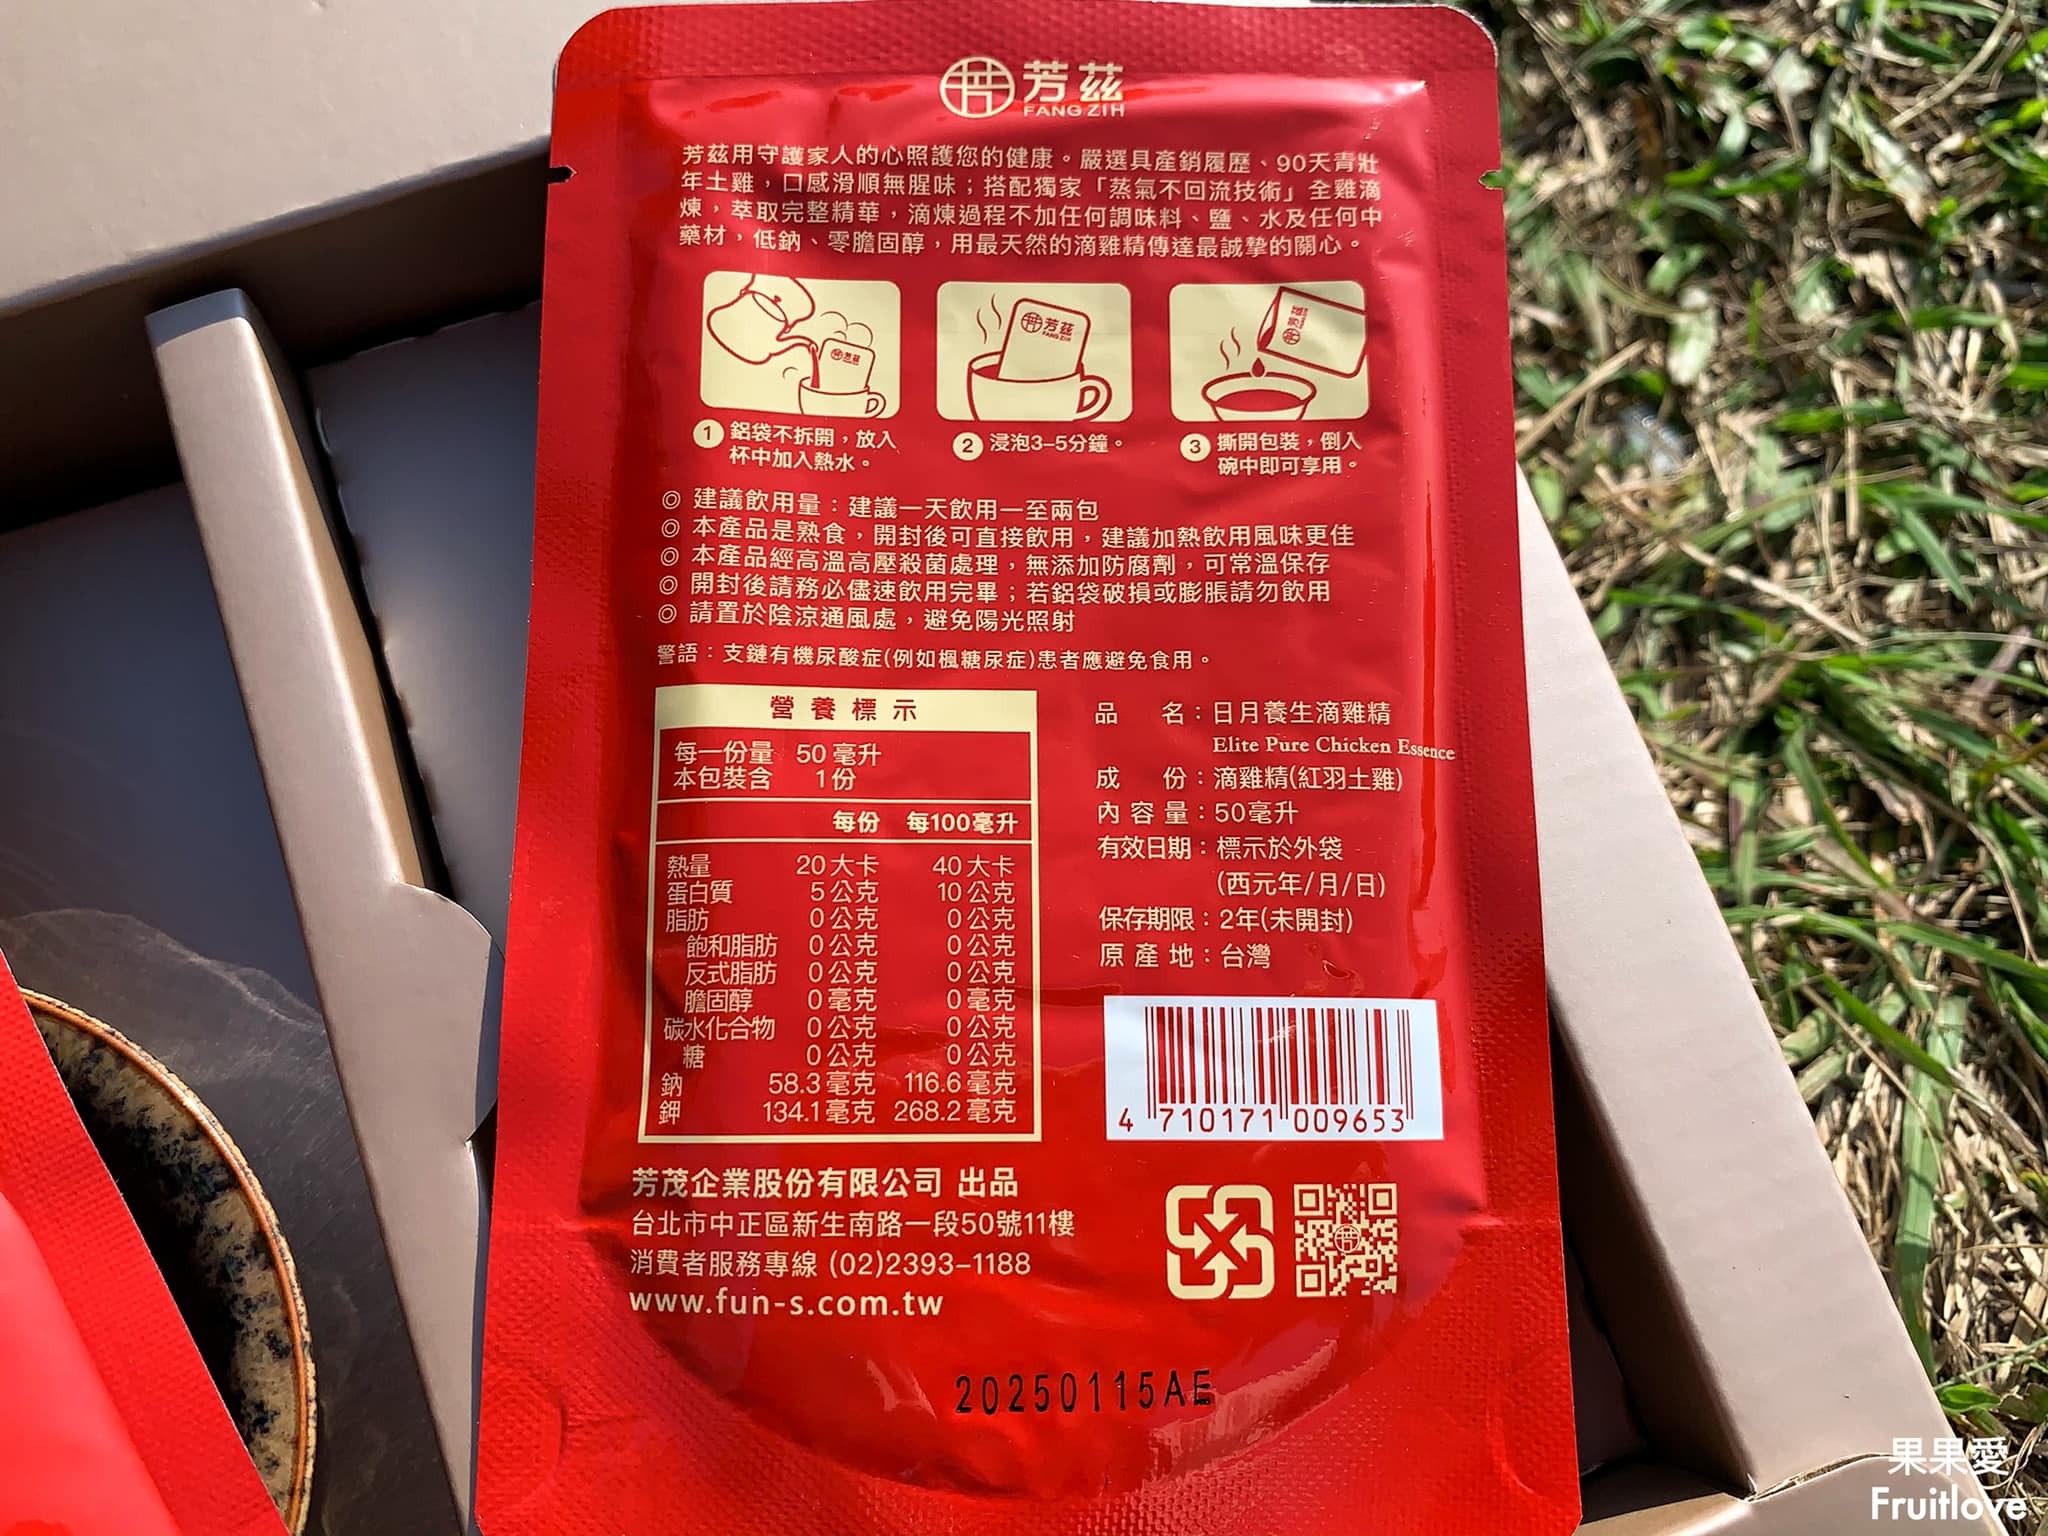 芳茲
FANG ZIH
芳茲用守護家人的心照護您的健康。嚴選具產銷履歷、90天青壯
年土雞，口感滑順無腥味；搭配獨家「蒸氣不回流技術」全雞滴
煉，萃取完整精華，滴煉過程不加任何調味料、鹽、水及任何中
藥材，低鈉、零膽固醇，用最天然的滴雞精傳達最誠摯的關心。
芳茲
芳茲
FANG ZIH
芳茲
1 鋁袋不拆開，放入
杯中加入熱水。
2 浸泡3-5分鐘。
3 撕開包裝，倒入
碗中即可享用。
◎ 建議飲用量：建議一天飲用一至兩包
◎ 本產品是熟食，開封後可直接飲用，建議加熱飲用風味更佳
◎ 本產品經高溫高壓殺菌處理，無添加防腐劑，可常溫保存
◎ 開封後請務必儘速飲用完畢；若鋁袋破損或膨脹請勿飲用
◎ 請置於陰涼通風處，避免陽光照射
警語：支鏈有機尿酸症(例如楓糖尿症)患者應避免食用。
營養標示
每一份量 50毫升
本包裝含 1份
每份 每100毫升
熱量 20大卡 40大卡
蛋白質 5公克 10公克
脂肪 0公克 0公克
飽和脂肪 0公克 0公克
反式脂肪 0公克 0公克
膽固醇 0毫克 0毫克
碳水化合物 0公克 0公克
糖 0公克 0公克
鈉 58.3毫克 116.6毫克
鉀 134.1毫克 268.2毫克
品 名：日月養生滴雞精
Elite Pure Chicken Essence
成 份：滴雞精(紅羽土雞)
內容量：50毫升
有效日期：標示於外袋
(西元年/月/日)
保存期限：2年(未開封)
原產地：台灣
4 710171 009653
芳茂企業股份有限公司 出品
台北市中正區新生南路一段50號11樓
消費者服務專線 (02)2393-1188
www.fun-s.com.tw
20250115AE
果果愛
Fruitlove